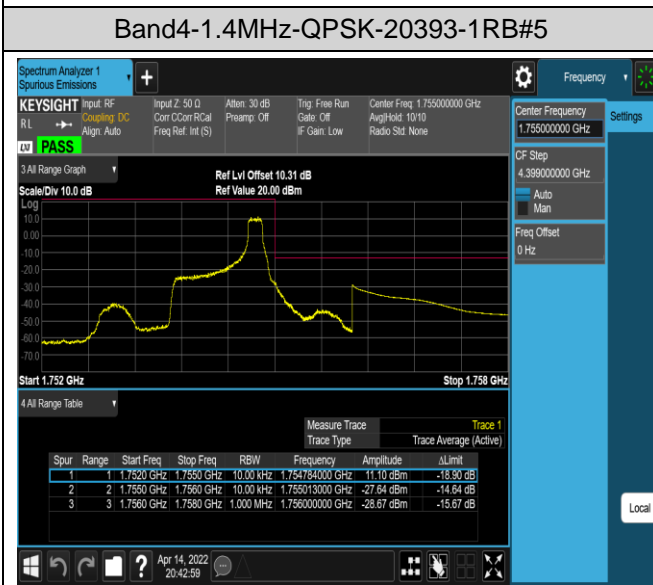 Band4-1.4MHz-QPSK-20393-1RB#5
Spectrum Analyzer 1
Spurious Emissions
Frequency
KEYSIGHT Input: RF Input Z: 50 Ω Atten: 30 dB Trig: Free Run Center Freq: 1.755000000 GHz
RL Coupling: DC Corr CCorr RCal Preamp: Off Gate: Off Avg|Hold: 10/10
Align: Auto Freq Ref: Int (S) IF Gain: Low Radio Std: None
LXI PASS
Center Frequency
1.755000000 GHz
Settings
CF Step
4.399000000 GHz
Auto
Man
Freq Offset
0 Hz
3 All Range Graph
Ref Lvl Offset 10.31 dB
Scale/Div 10.0 dB Ref Value 20.00 dBm
Log
10.0
0.00
-10.0
-20.0
-30.0
-40.0
-50.0
-60.0
-70.0
Start 1.752 GHz Stop 1.758 GHz
4 All Range Table
Measure Trace Trace 1
Trace Type Trace Average (Active)
Spur Range Start Freq Stop Freq RBW Frequency Amplitude ΔLimit
1 1 1.7520 GHz 1.7550 GHz 10.00 kHz 1.754784000 GHz 11.10 dBm -18.90 dB
2 2 1.7550 GHz 1.7560 GHz 10.00 kHz 1.755013000 GHz -27.64 dBm -14.64 dB
3 3 1.7560 GHz 1.7580 GHz 1.000 MHz 1.756000000 GHz -28.67 dBm -15.67 dB
Local
Apr 14, 2022
20:42:59